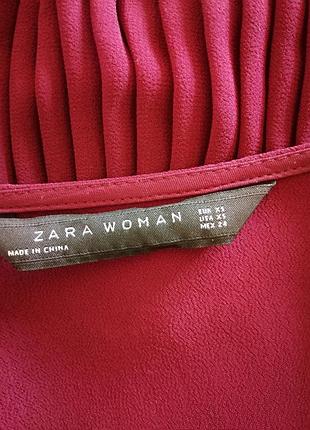 ZARA WOMAN
MADE IN CHINA
EUR XS
USA XS
MEX 24